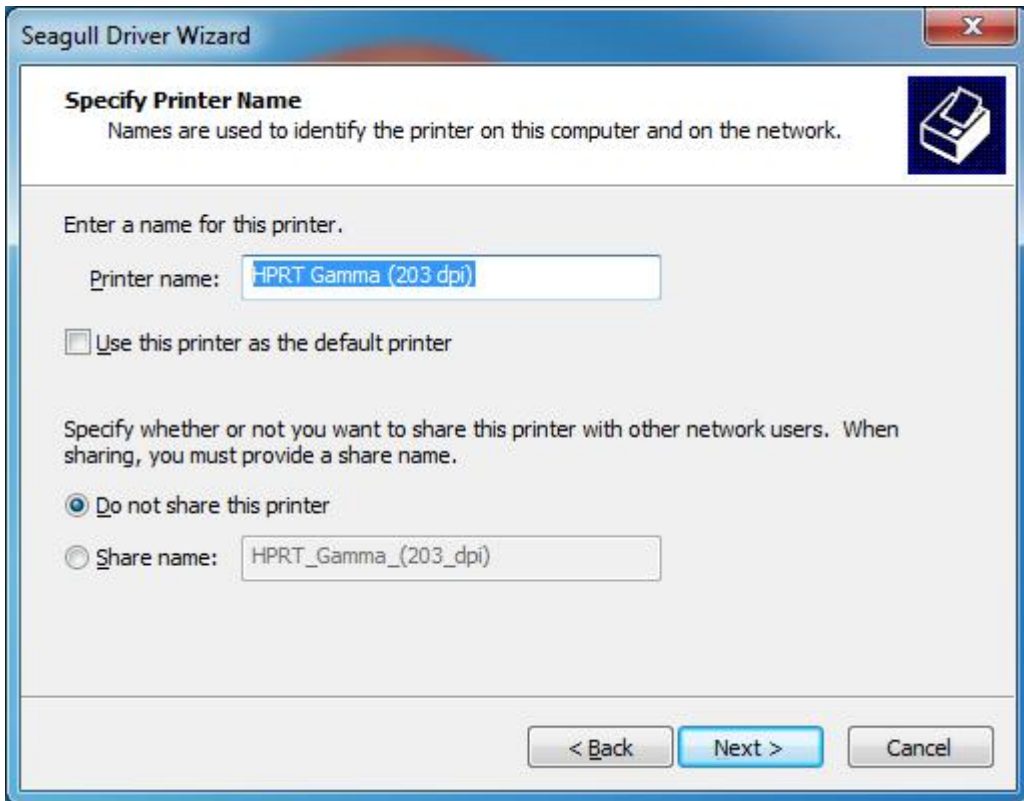 Seagull Driver Wizard
Specify Printer Name
Names are used to identify the printer on this computer and on the network.
Enter a name for this printer.
Printer name: HPRT Gamma (203 dpi)
Use this printer as the default printer
Specify whether or not you want to share this printer with other network users.  When
sharing, you must provide a share name.
Do not share this printer
Share name: HPRT_Gamma_(203_dpi)
< Back Next > Cancel